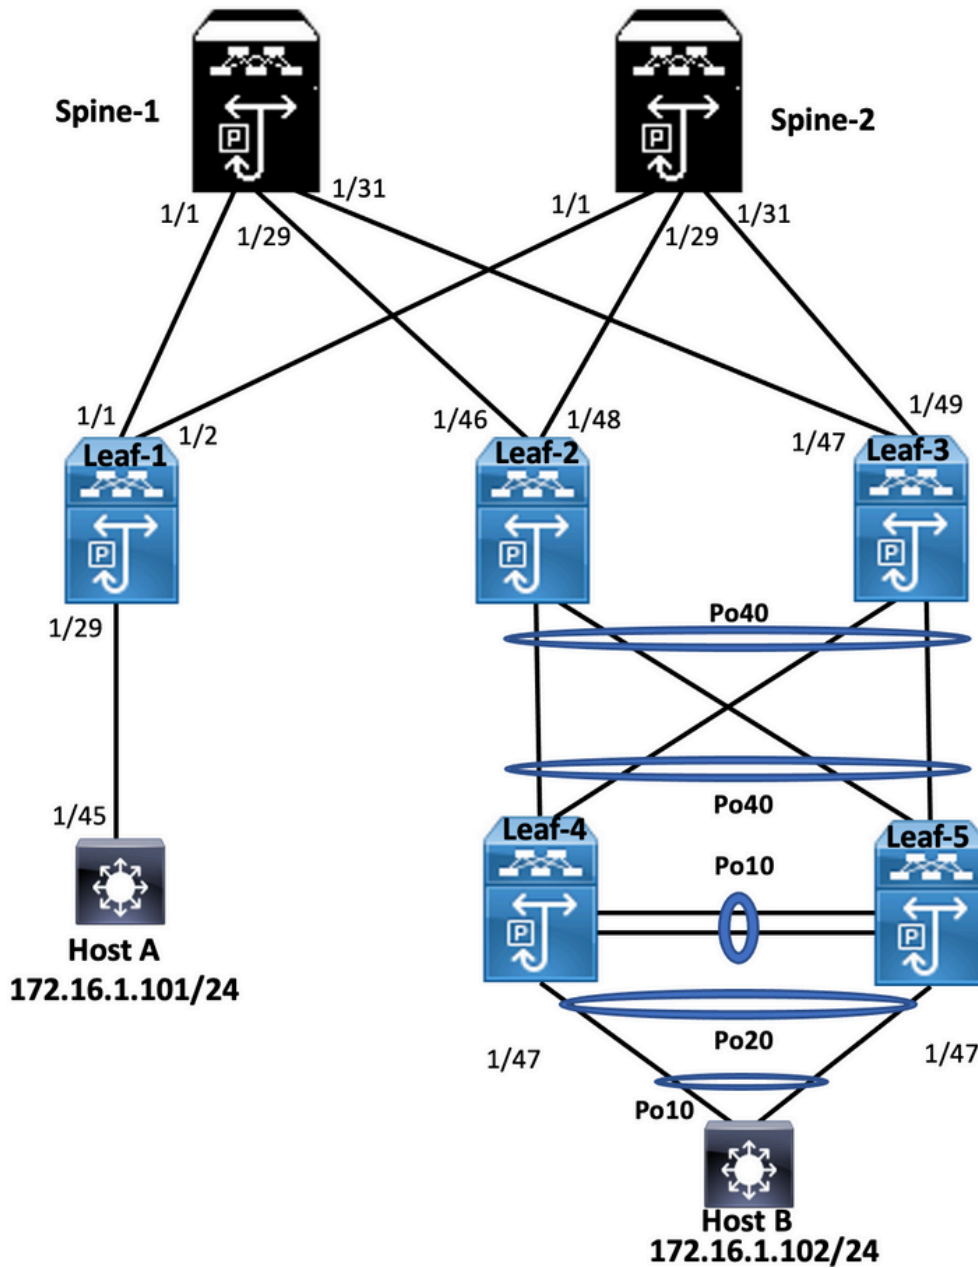 Spine-1
Spine-2
P
P
1/1
1/29
1/31
1/1
1/29
1/31
1/1
1/2
1/46
1/48
1/47
1/49
Leaf-1
Leaf-2
Leaf-3
P
P
P
1/29
Po40
Po40
1/45
Leaf-4
Leaf-5
Po10
P
P
Host A
172.16.1.101/24
Po20
1/47
1/47
Po10
Host B
172.16.1.102/24